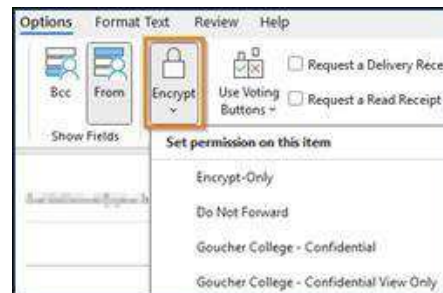 Options Format Text Review Help
Bcc From Encrypt Use Voting Buttons
Request a Delivery Rece
Request a Read Receipt
Show Fields
Set permission on this item
Encrypt-Only
Do Not Forward
Goucher College - Confidential
Goucher College - Confidential View Only